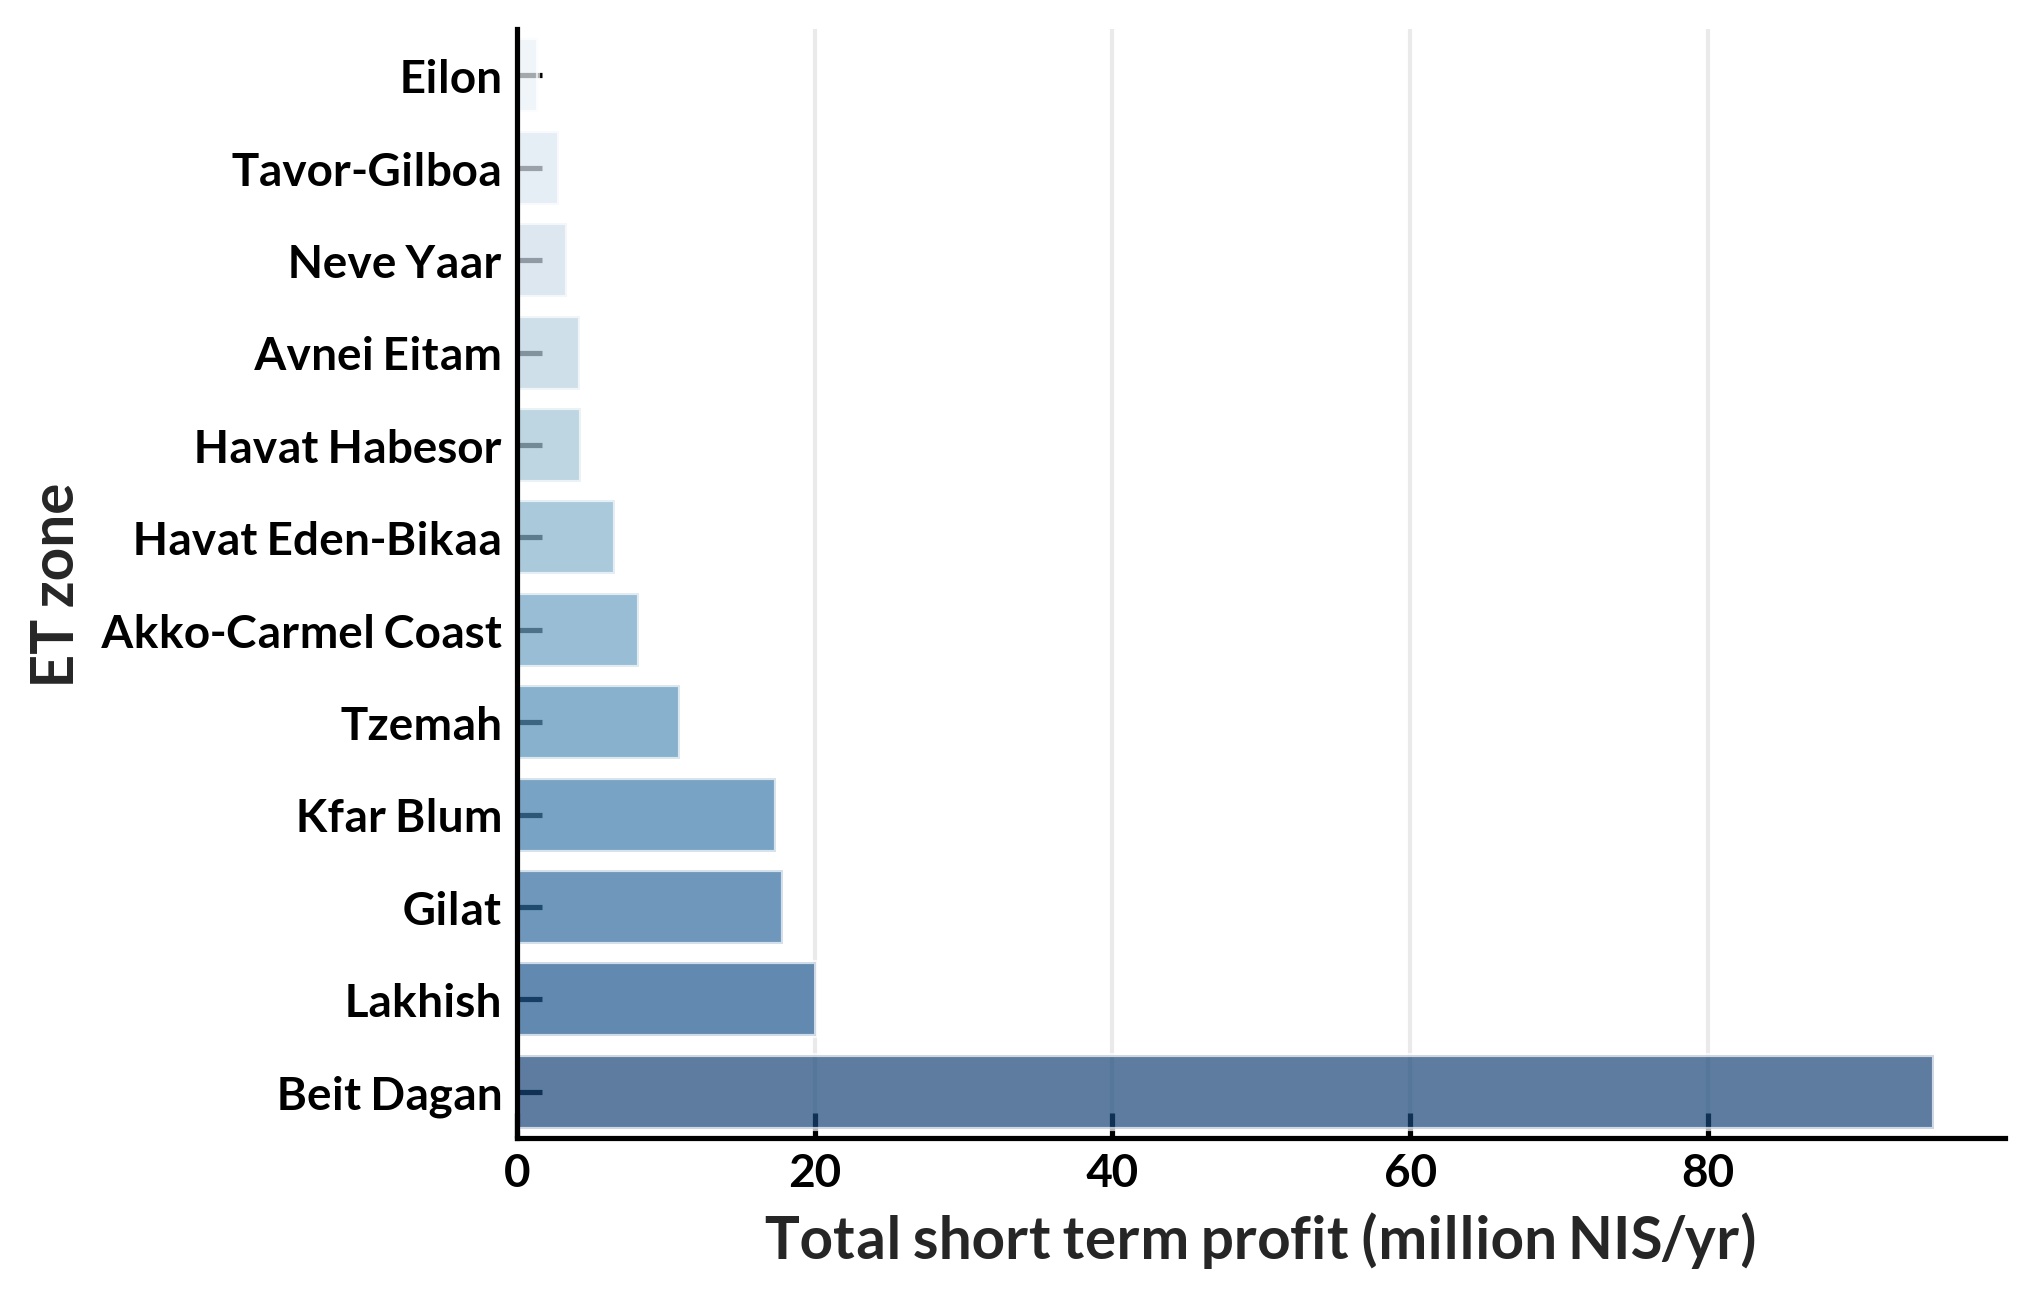 Eilon
Tavor-Gilboa
Neve Yaar
Avnei Eitam
Havat Habesor
Havat Eden-Bikaa
Akko-Carmel Coast
Tzemah
Kfar Blum
Gilat
Lakhish
Beit Dagan
ET zone
0 20 40 60 80
Total short term profit (million NIS/yr)